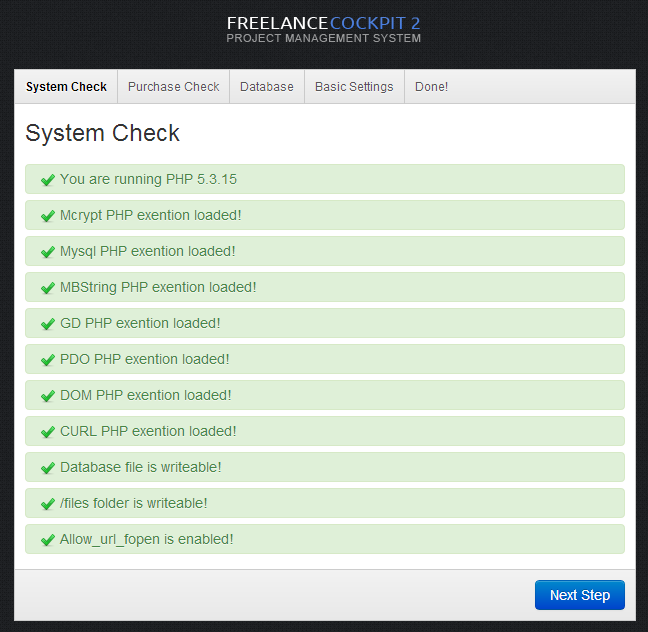 FREELANCECOCKPIT 2
PROJECT MANAGEMENT SYSTEM
System Check Purchase Check Database Basic Settings Done!
System Check
You are running PHP 5.3.15
Mcrypt PHP exention loaded!
Mysql PHP exention loaded!
MBString PHP exention loaded!
GD PHP exention loaded!
PDO PHP exention loaded!
DOM PHP exention loaded!
CURL PHP exention loaded!
Database file is writeable!
/files folder is writeable!
Allow_url_fopen is enabled!
Next Step